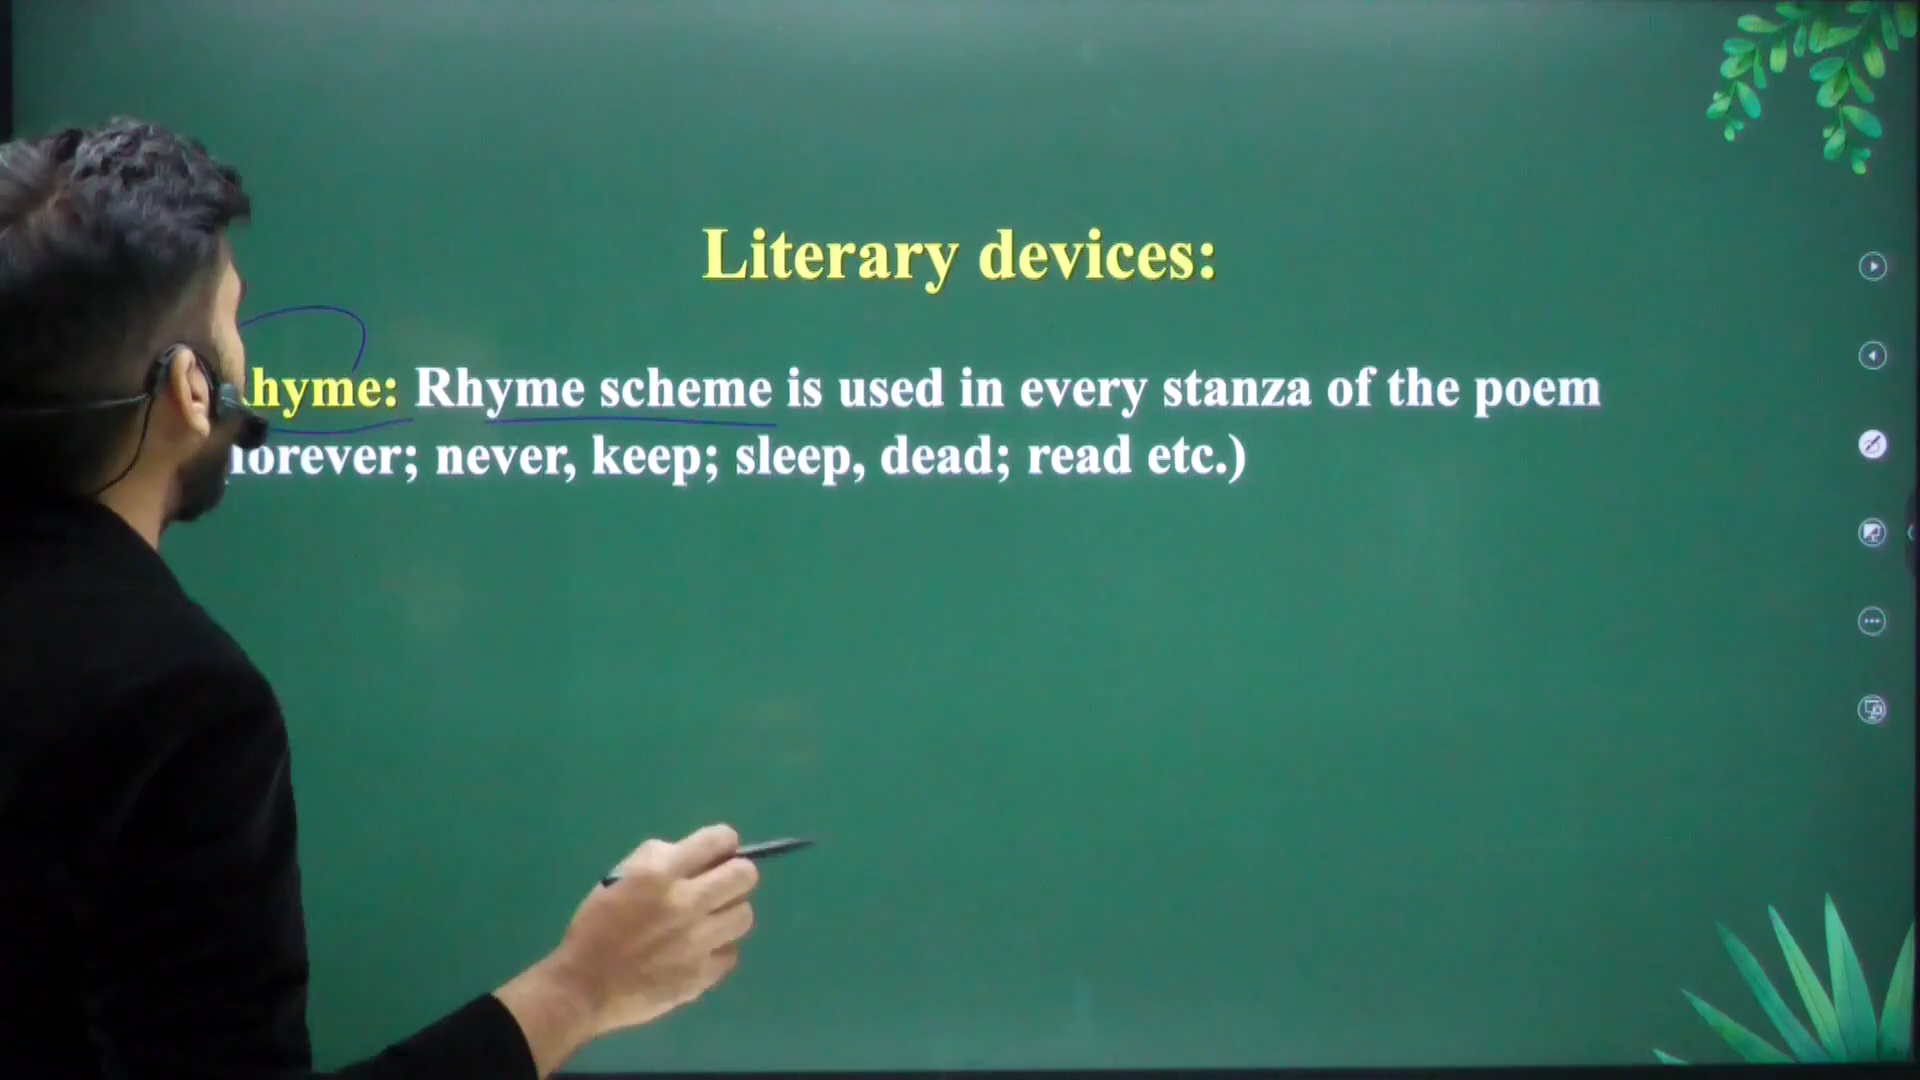 Literary devices:
hyme: Rhyme scheme is used in every stanza of the poem
forever; never, keep; sleep, dead; read etc.)